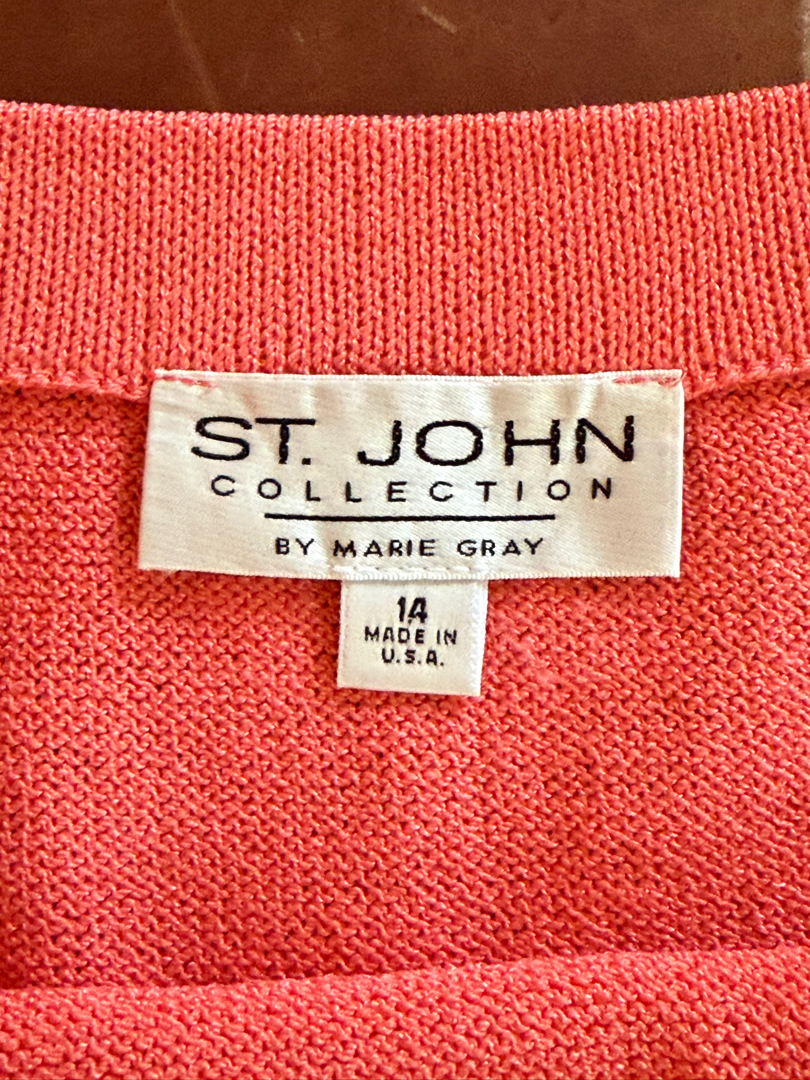 ST. JOHN
COLLECTION
BY MARIE GRAY
14
MADE IN
U.S.A.